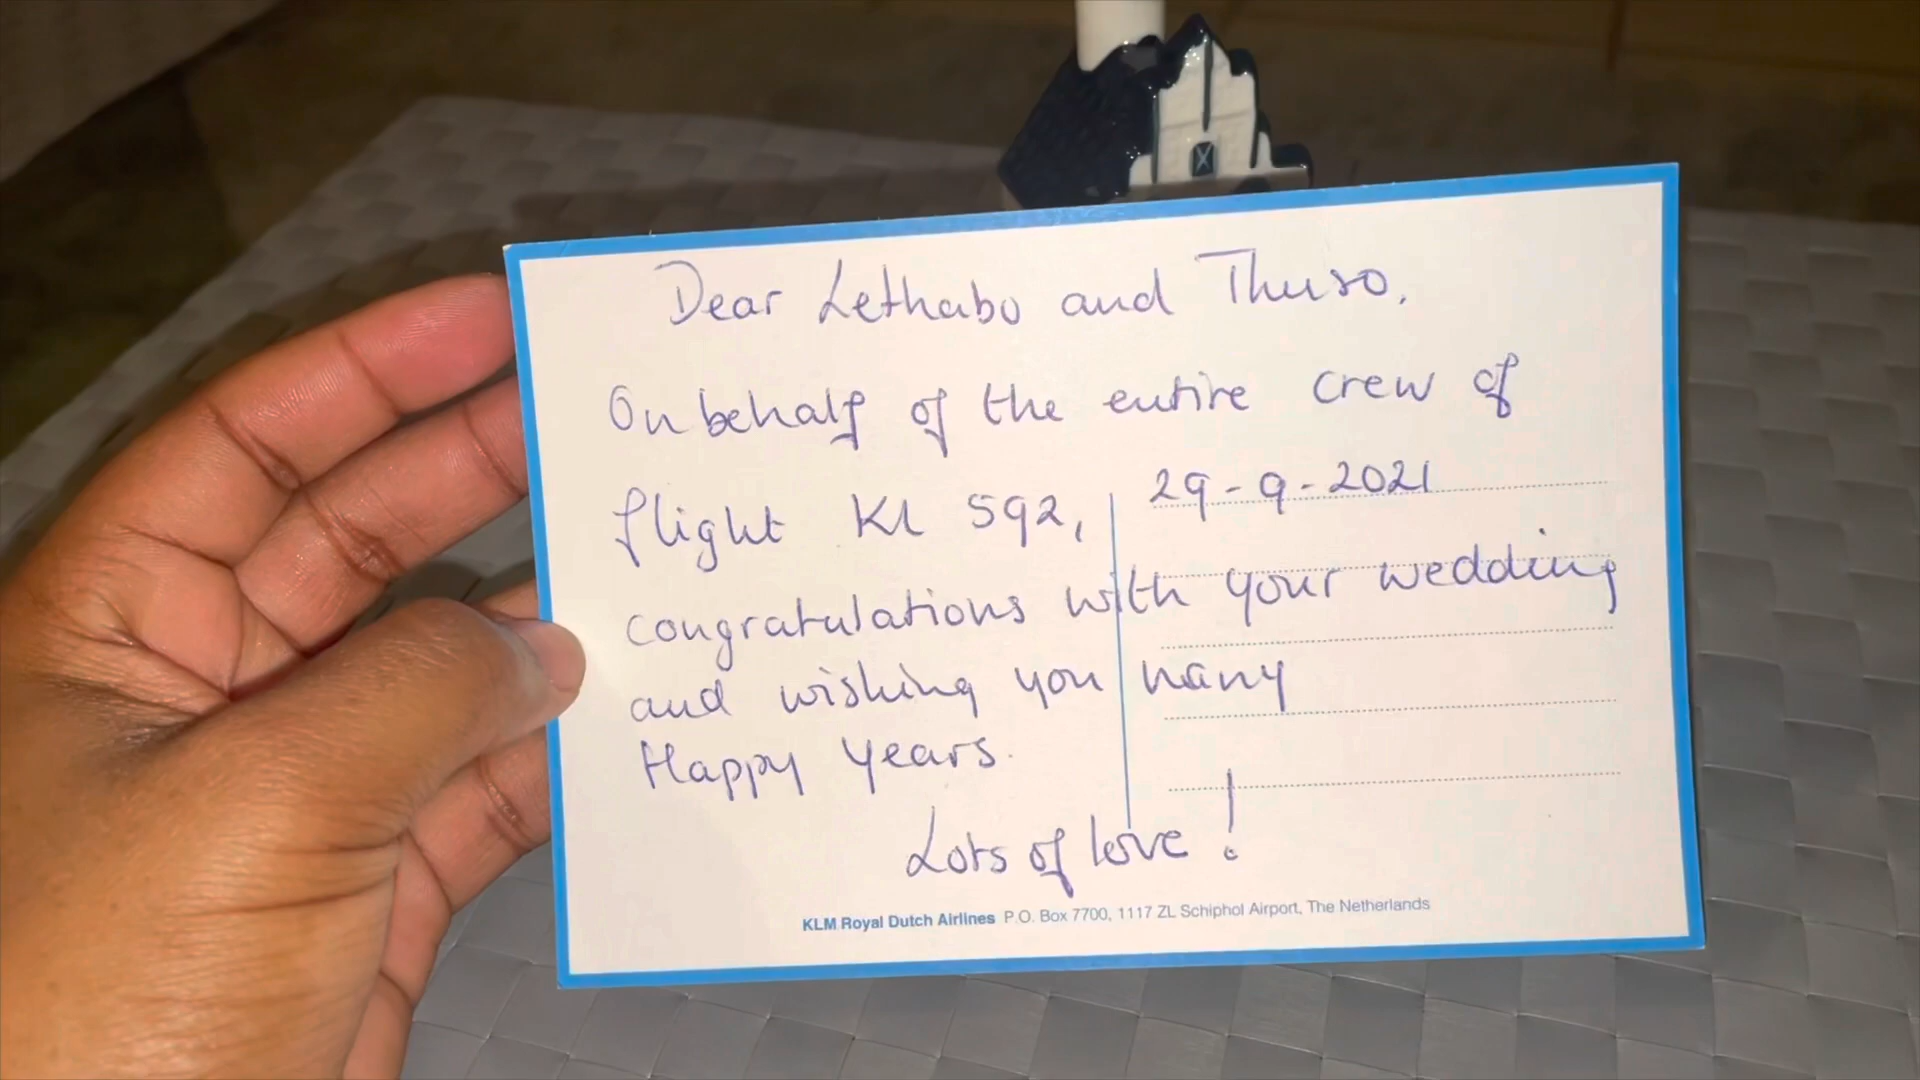 Dear Lethabo and Thuso,
On behalf of the entire crew of
flight KL 592, 29-9-2021
congratulations with your wedding
and wishing you many
Happy years.
Lots of love!
KLM Royal Dutch Airlines P.O. Box 7700, 1117 ZL Schiphol Airport, The Netherlands